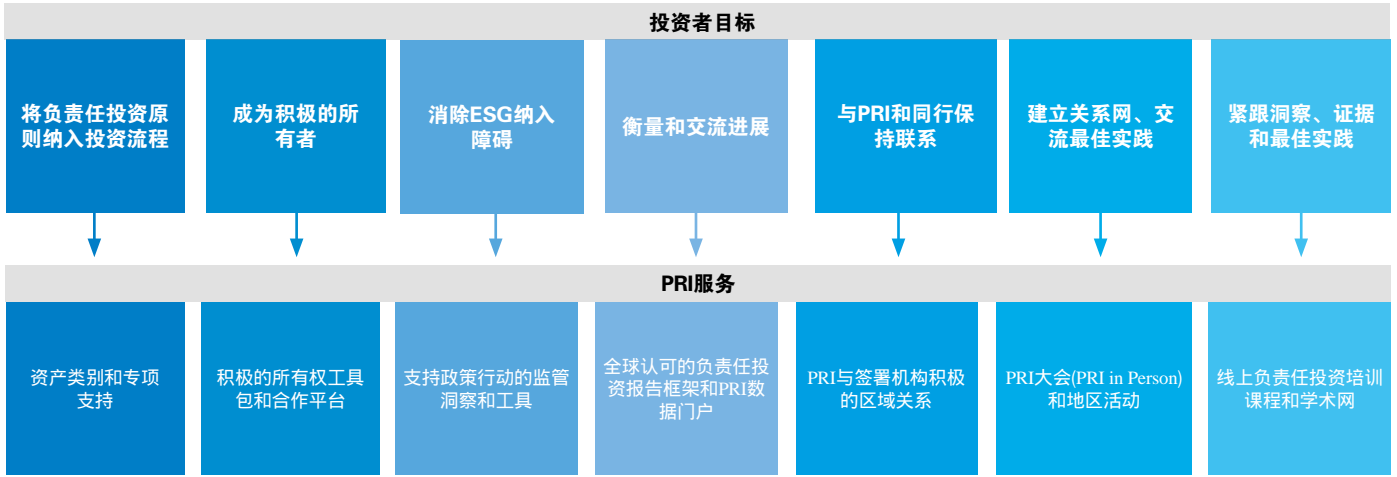 投资者目标
将负责任投资原
则纳入投资流程
成为积极的所
有者
消除ESG纳入
障碍
衡量和交流进展
与PRI和同行保
持联系
建立关系网、交
流最佳实践
紧跟洞察、证据
和最佳实践
PRI服务
资产类别和专项
支持
积极的所有权工具
包和合作平台
支持政策行动的监管
洞察和工具
全球认可的负责任投
资报告框架和PRI数
据门户
PRI与签署机构积极
的区域关系
PRI大会(PRI in Person)
和地区活动
线上负责任投资培训
课程和学术网